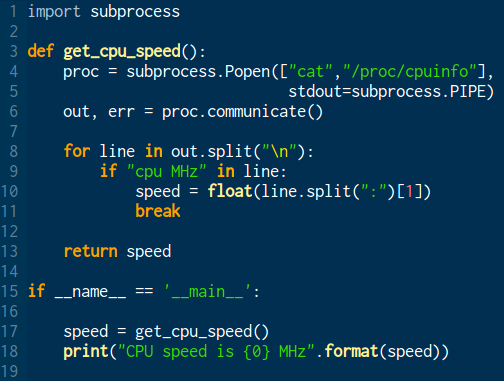 1 import subprocess
2
3 def get_cpu_speed():
4     proc = subprocess.Popen(["cat","/proc/cpuinfo"],
5                             stdout=subprocess.PIPE)
6     out, err = proc.communicate()
7
8     for line in out.split("\n"):
9         if "cpu MHz" in line:
10             speed = float(line.split(":")[1])
11             break
12
13     return speed
14
15 if __name__ == '__main__':
16
17     speed = get_cpu_speed()
18     print("CPU speed is {0} MHz".format(speed))
19